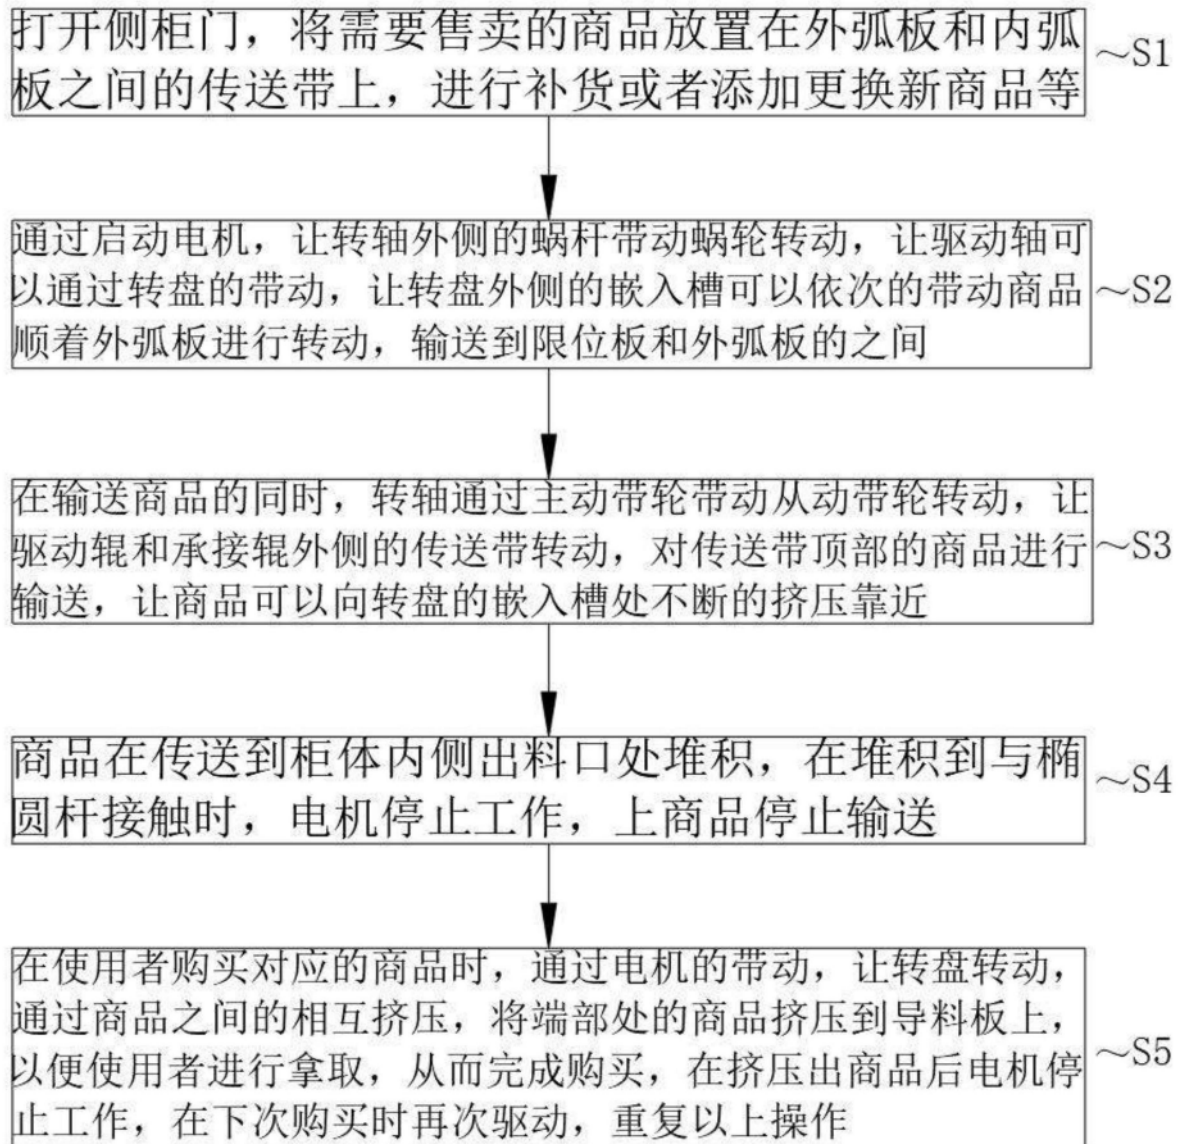 打开侧柜门，将需要售卖的商品放置在外弧板和内弧
板之间的传送带上，进行补货或者添加更换新商品等
~S1
通过启动电机，让转轴外侧的蜗杆带动蜗轮转动，让驱动轴可
以通过转盘的带动，让转盘外侧的嵌入槽可以依次的带动商品
顺着外弧板进行转动，输送到限位板和外弧板的之间
~S2
在输送商品的同时，转轴通过主动带轮带动从动带轮转动，让
驱动辊和承接辊外侧的传送带转动，对传送带顶部的商品进行
输送，让商品可以向转盘的嵌入槽处不断的挤压靠近
~S3
商品在传送到柜体内侧出料口处堆积，在堆积到与椭
圆杆接触时，电机停止工作，上商品停止输送
~S4
在使用者购买对应的商品时，通过电机的带动，让转盘转动，
通过商品之间的相互挤压，将端部处的商品挤压到导料板上，
以便使用者进行拿取，从而完成购买，在挤压出商品后电机停
止工作，在下次购买时再次驱动，重复以上操作
~S5